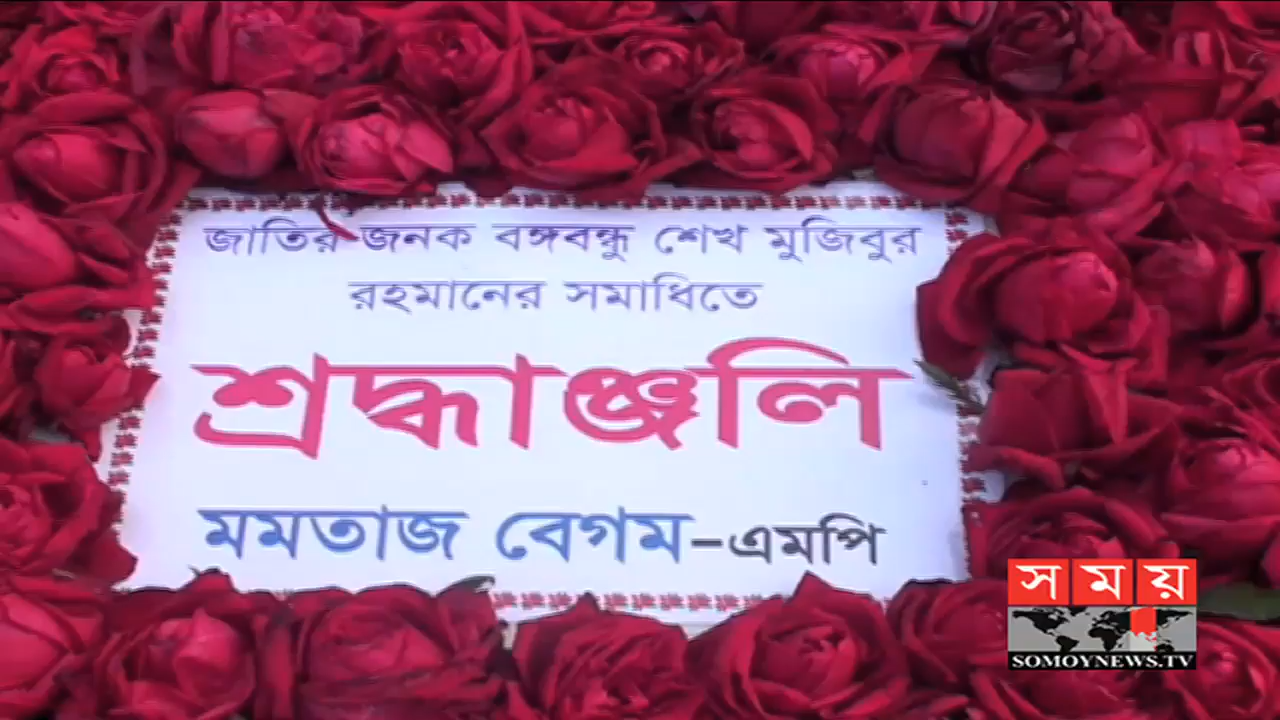 জাতির জনক বঙ্গবন্ধু শেখ মুজিবুর
রহমানের সমাধিতে
শ্রদ্ধাঞ্জলি
মমতাজ বেগম-এমপি
সময়
SOMOYNEWS.TV